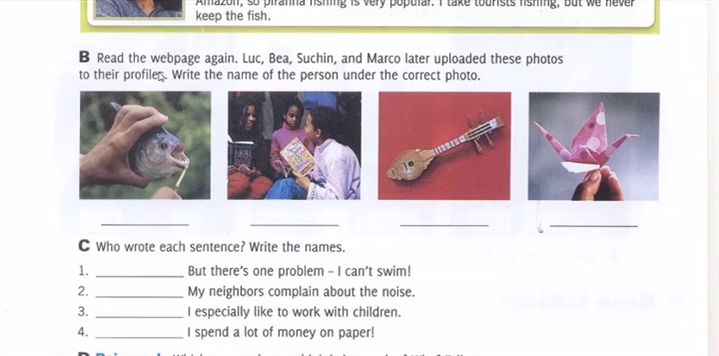 Amazon, so piranha fishing is very popular. I take tourists fishing, but we never
keep the fish.
B Read the webpage again. Luc, Bea, Suchin, and Marco later uploaded these photos
to their profiles. Write the name of the person under the correct photo.
C Who wrote each sentence? Write the names.
1. ____________ But there's one problem – I can't swim!
2. ____________ My neighbors complain about the noise.
3. ____________ I especially like to work with children.
4. ____________ I spend a lot of money on paper!